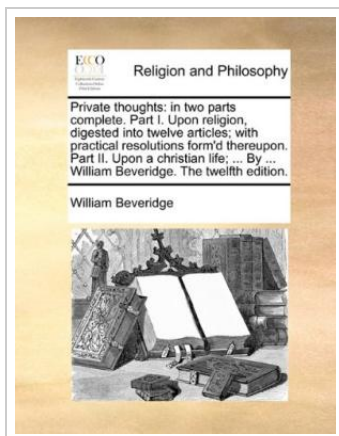 ECCO
Religion and Philosophy
Private thoughts: in two parts
complete. Part I. Upon religion,
digested into twelve articles; with
practical resolutions form'd thereupon.
Part II. Upon a christian life; ... By ...
William Beveridge. The twelfth edition.
William Beveridge